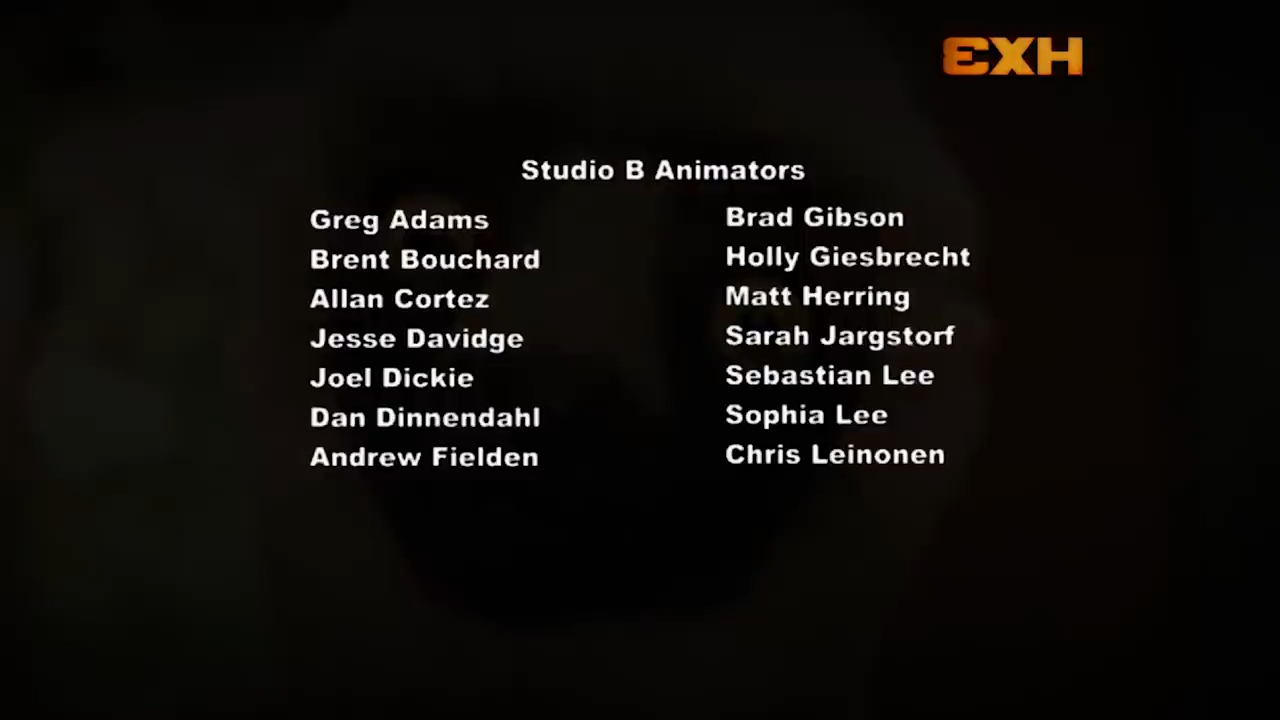 EXH
Studio B Animators
Greg Adams
Brent Bouchard
Allan Cortez
Jesse Davidge
Joel Dickie
Dan Dinnendahl
Andrew Fielden
Brad Gibson
Holly Giesbrecht
Matt Herring
Sarah Jargstorf
Sebastian Lee
Sophia Lee
Chris Leinonen